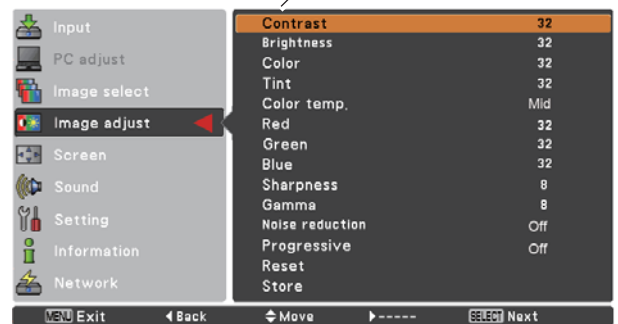 Input
PC adjust
Image select
Image adjust
Screen
Sound
Setting
Information
Network
Contrast 32
Brightness 32
Color 32
Tint 32
Color temp. Mid
Red 32
Green 32
Blue 32
Sharpness 8
Gamma 8
Noise reduction Off
Progressive Off
Reset
Store
MENU Exit Back Move ----- SELECT Next